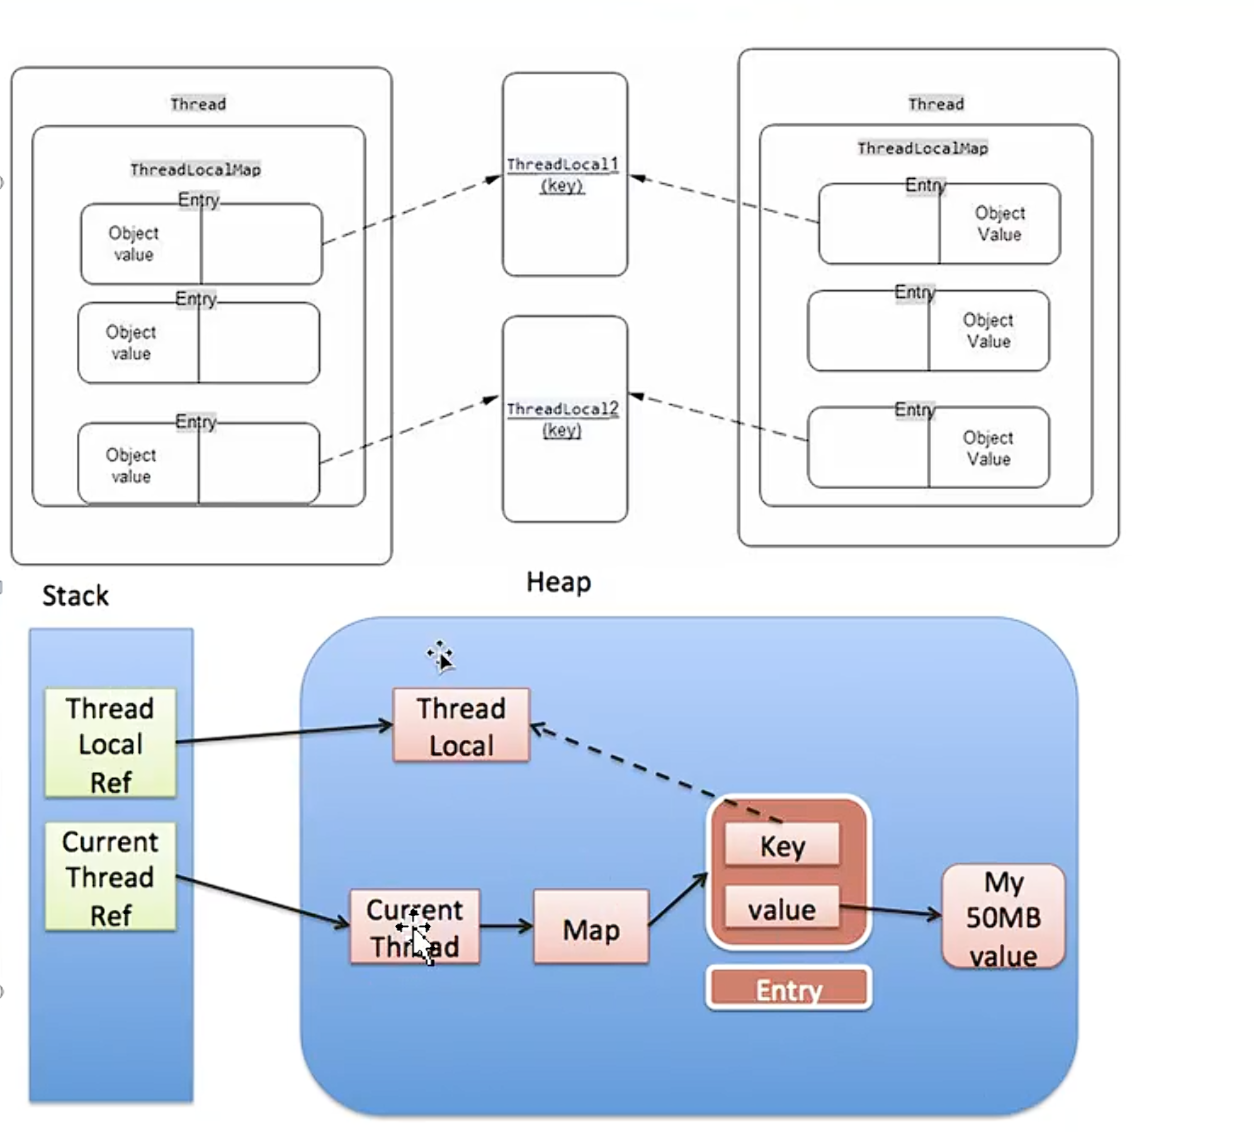 Thread
ThreadLocalMap
Entry
Object
value
Entry
Object
value
Entry
Object
value
ThreadLocal1
(key)
ThreadLocal2
(key)
Thread
ThreadLocalMap
Entry
Object
Value
Entry
Object
Value
Entry
Object
Value
Stack
Heap
Thread
Local
Ref
Current
Thread
Ref
Thread
Local
Current
Thread
Map
Key
value
Entry
My
50MB
value